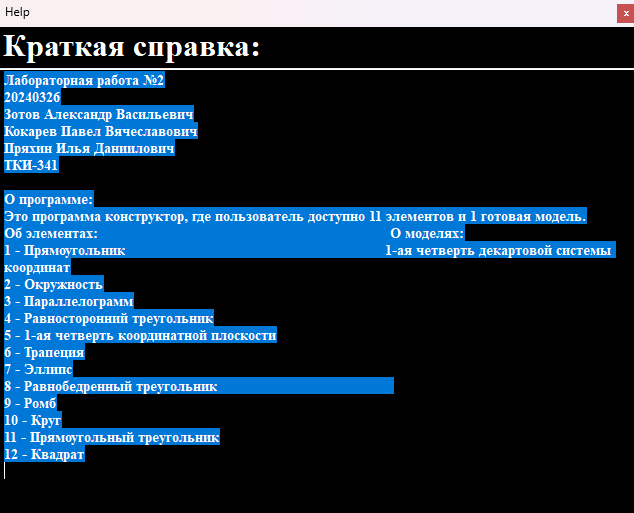 Help
x
Краткая справка:
Лабораторная работа №2
20240326
Зотов Александр Васильевич
Кокарев Павел Вячеславович
Пряхин Илья Даниилович
ТКИ-341
О программе:
Это программа конструктор, где пользователь доступно 11 элементов и 1 готовая модель.
Об элементах: О моделях:
1 - Прямоугольник 1-ая четверть декартовой системы
координат
2 - Окружность
3 - Параллелограмм
4 - Равносторонний треугольник
5 - 1-ая четверть координатной плоскости
6 - Трапеция
7 - Эллипс
8 - Равнобедренный треугольник
9 - Ромб
10 - Круг
11 - Прямоугольный треугольник
12 - Квадрат